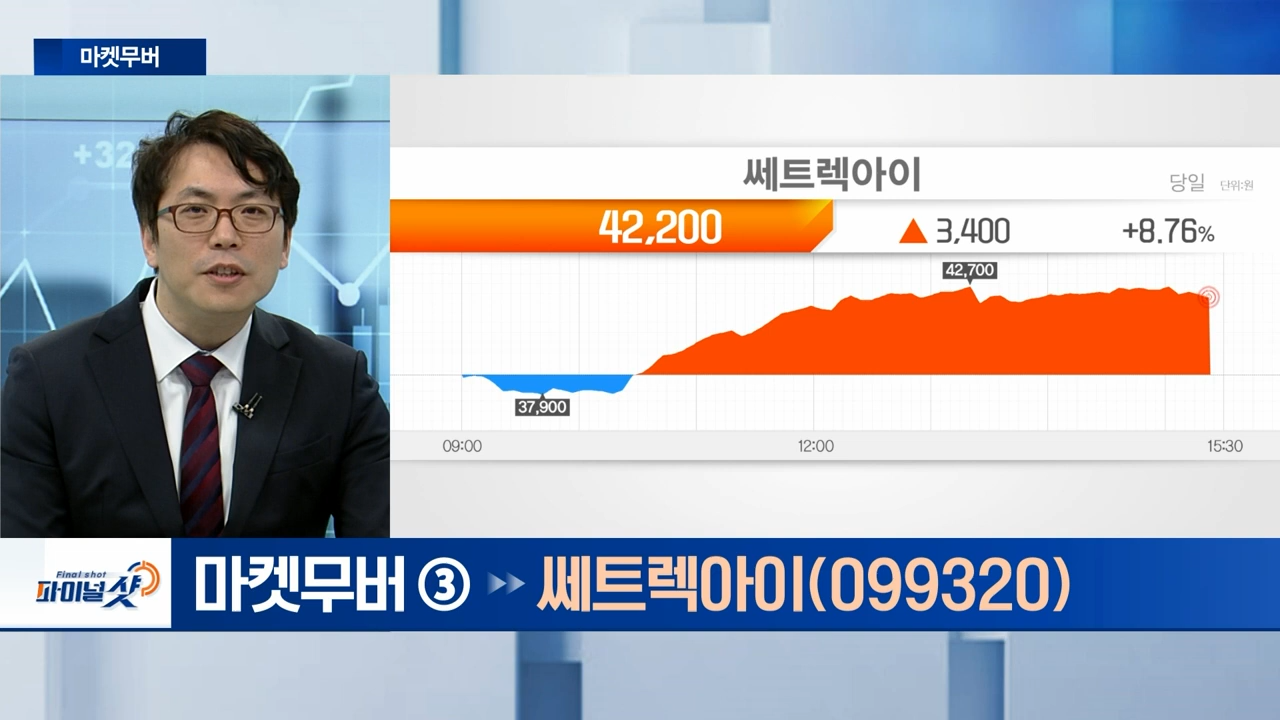 마켓무버
+32
쎄트렉아이
당일 단위:원
42,200 ▲ 3,400 +8.76%
42,700
37,900
09:00 12:00 15:30
Final shot
파이널샷
마켓무버 ③ 쎄트렉아이(099320)